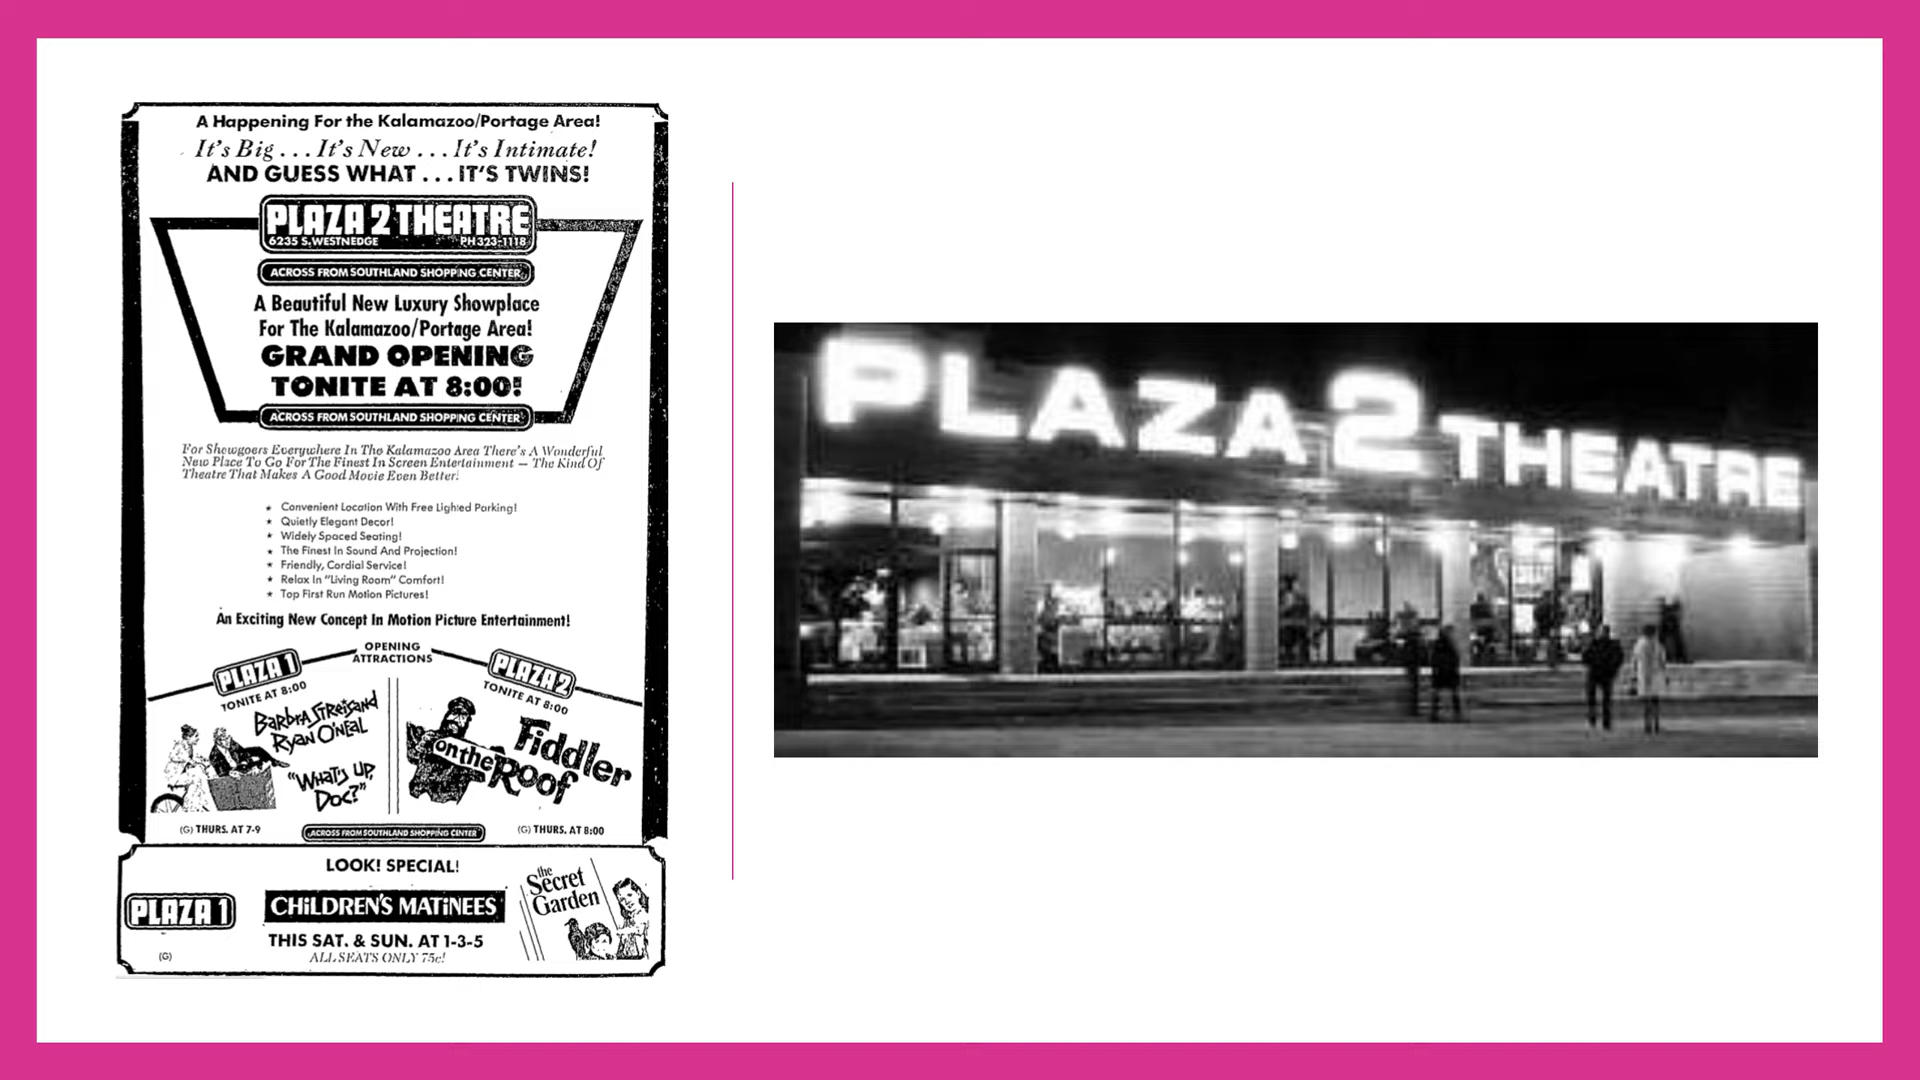 A Happening For the Kalamazoo/Portage Area!
It's Big . . . It's New . . . It's Intimate!
AND GUESS WHAT . . . IT'S TWINS!
PLAZA 2 THEATRE
6235 S. WESTNEDGE PH 323-1118
ACROSS FROM SOUTHLAND SHOPPING CENTER
A Beautiful New Luxury Showplace
For The Kalamazoo/Portage Area!
GRAND OPENING
TONITE AT 8:00!
ACROSS FROM SOUTHLAND SHOPPING CENTER
For Showgoers Everywhere In The Kalamazoo Area There's A Wonderful
New Place To Go For The Finest In Screen Entertainment — The Kind Of
Theatre That Makes A Good Movie Even Better!
★ Convenient Location With Free Lighted Parking!
★ Quietly Elegant Decor!
★ Widely Spaced Seating!
★ The Finest In Sound And Projection!
★ Friendly, Cordial Service!
★ Relax In "Living Room" Comfort!
★ Top First Run Motion Pictures!
An Exciting New Concept In Motion Picture Entertainment!
OPENING
ATTRACTIONS
PLAZA 1
TONITE AT 8:00
BARBRA STREISAND
RYAN O'NEAL
"WHAT'S UP,
DOC?"
(G) THURS. AT 7-9
PLAZA 2
TONITE AT 8:00
Fiddler
on the
Roof
(G) THURS. AT 8:00
ACROSS FROM SOUTHLAND SHOPPING CENTER
LOOK! SPECIAL!
PLAZA 1
(G)
CHILDREN'S MATINEES
THIS SAT. & SUN. AT 1-3-5
ALL SEATS ONLY 75c!
the
Secret
Garden
PLAZA 2 THEATRE